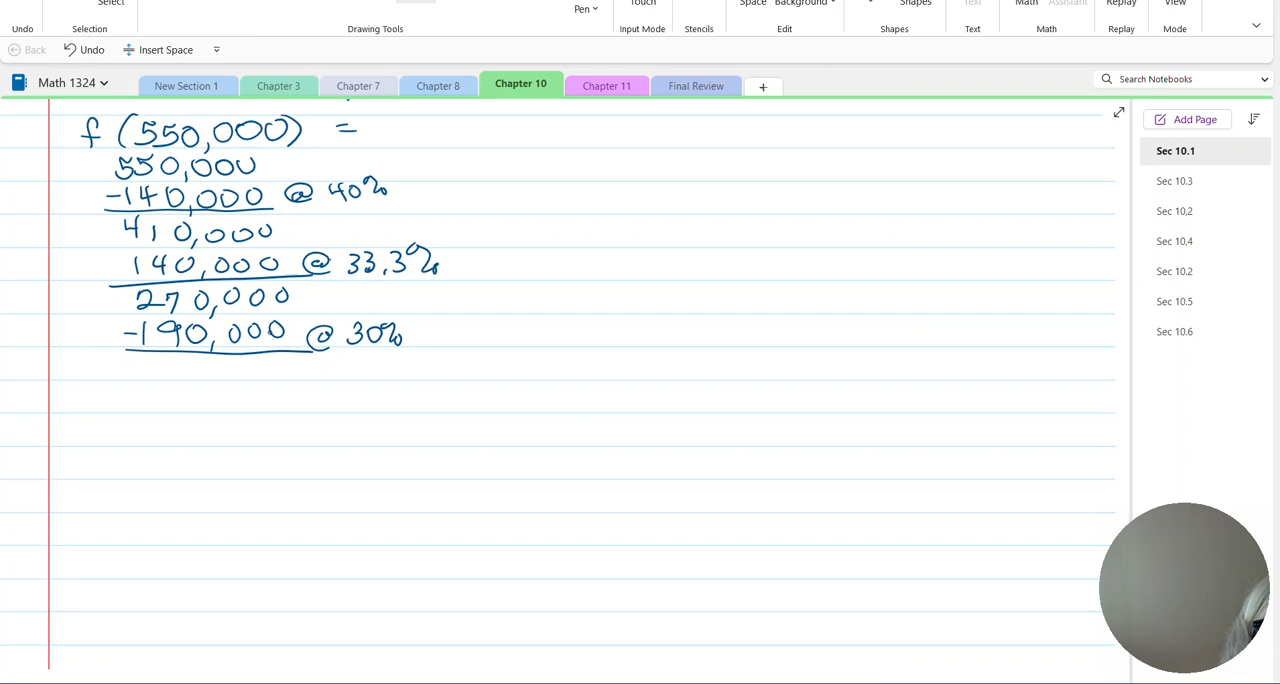 Select
Pen
Touch
Space Background
Shapes
Text
Math Assistant
Replay
View
Undo
Selection
Drawing Tools
Input Mode
Stencils
Edit
Shapes
Text
Math
Replay
Mode
Back Undo Insert Space
Math 1324
New Section 1
Chapter 3
Chapter 7
Chapter 8
Chapter 10
Chapter 11
Final Review
+
Search Notebooks
Add Page
Sec 10.1
Sec 10.3
Sec 10,2
Sec 10,4
Sec 10.2
Sec 10.5
Sec 10.6
f (550,000) =
550,000
-140,000 @ 40%
410,000
140,000 @ 33.3%
270,000
-190,000 @ 30%